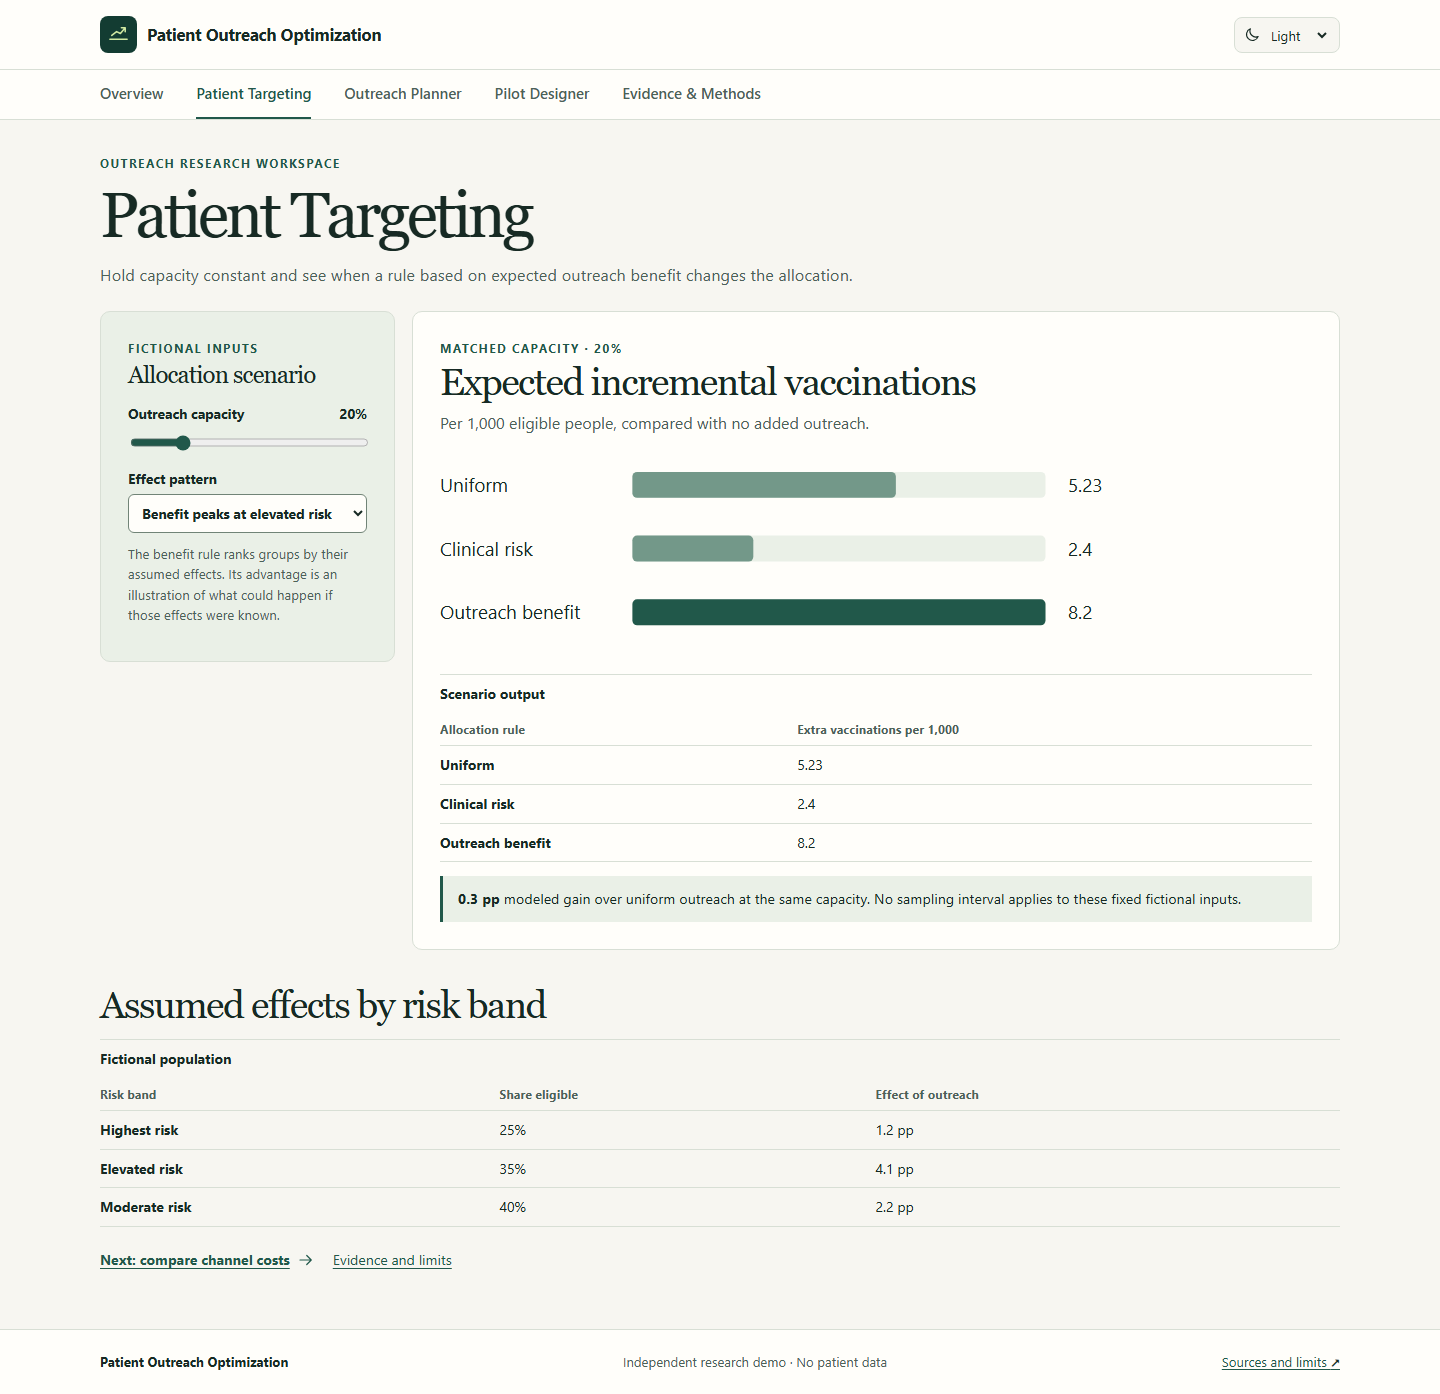 Patient Outreach Optimization
Light
Overview
Patient Targeting
Outreach Planner
Pilot Designer
Evidence & Methods
OUTREACH RESEARCH WORKSPACE
Patient Targeting
Hold capacity constant and see when a rule based on expected outreach benefit changes the allocation.
FICTIONAL INPUTS
Allocation scenario
Outreach capacity 20%
Effect pattern
Benefit peaks at elevated risk
The benefit rule ranks groups by their
assumed effects. Its advantage is an
illustration of what could happen if
those effects were known.
MATCHED CAPACITY · 20%
Expected incremental vaccinations
Per 1,000 eligible people, compared with no added outreach.
Uniform 5.23
Clinical risk 2.4
Outreach benefit 8.2
Scenario output
Allocation rule Extra vaccinations per 1,000
Uniform 5.23
Clinical risk 2.4
Outreach benefit 8.2
0.3 pp modeled gain over uniform outreach at the same capacity. No sampling interval applies to these fixed fictional inputs.
Assumed effects by risk band
Fictional population
Risk band Share eligible Effect of outreach
Highest risk 25% 1.2 pp
Elevated risk 35% 4.1 pp
Moderate risk 40% 2.2 pp
Next: compare channel costs → Evidence and limits
Patient Outreach Optimization
Independent research demo · No patient data
Sources and limits ↗